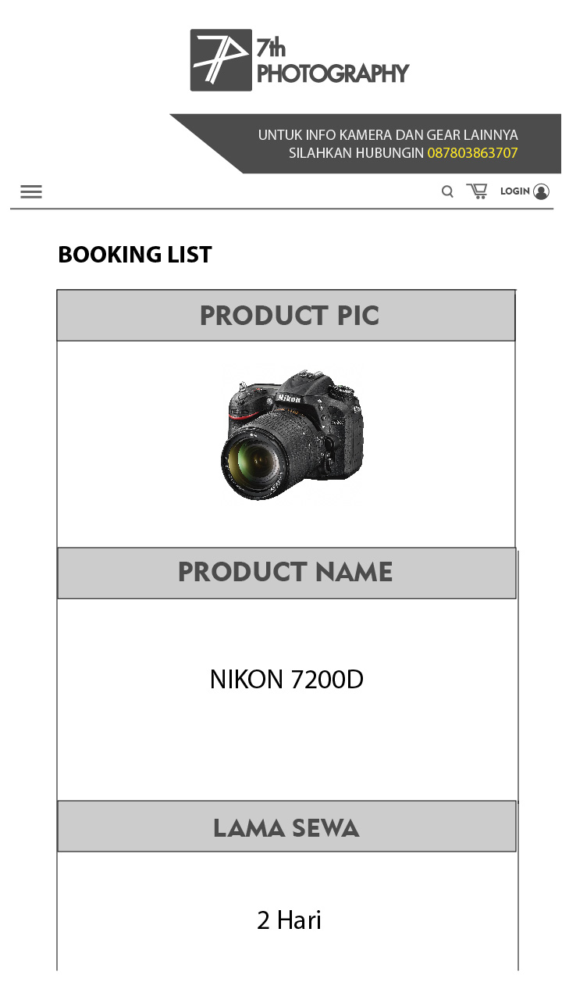 7th
PHOTOGRAPHY
UNTUK INFO KAMERA DAN GEAR LAINNYA
SILAHKAN HUBUNGIN 087803863707
LOGIN
BOOKING LIST
PRODUCT PIC
Nikon
PRODUCT NAME
NIKON 7200D
LAMA SEWA
2 Hari